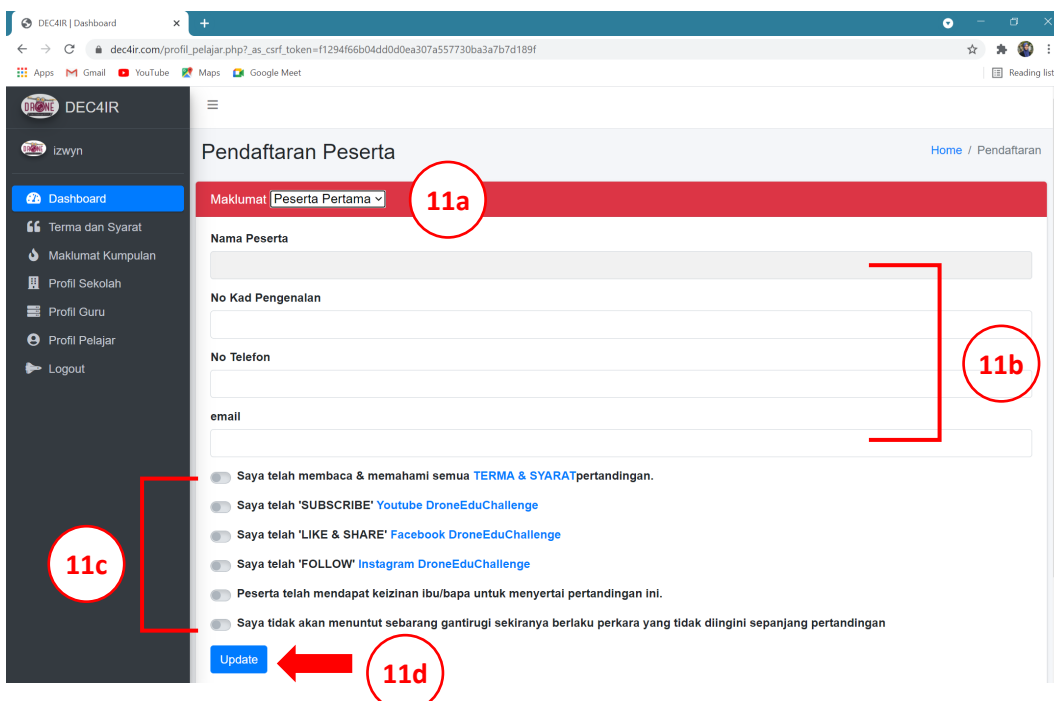 DEC4IR | Dashboard
dec4ir.com/profil_pelajar.php?_as_csrf_token=f1294f66b04dd0d0ea307a557730ba3a7b7d189f
Apps Gmail YouTube Maps Google Meet Reading list
DRONE DEC4IR
DRONE izwyn
Pendaftaran Peserta
Home / Pendaftaran
Dashboard
Terma dan Syarat
Maklumat Kumpulan
Profil Sekolah
Profil Guru
Profil Pelajar
Logout
Maklumat Peserta Pertama
11a
Nama Peserta
No Kad Pengenalan
No Telefon
email
11b
Saya telah membaca & memahami semua TERMA & SYARATpertandingan.
Saya telah 'SUBSCRIBE' Youtube DroneEduChallenge
Saya telah 'LIKE & SHARE' Facebook DroneEduChallenge
Saya telah 'FOLLOW' Instagram DroneEduChallenge
Peserta telah mendapat keizinan ibu/bapa untuk menyertai pertandingan ini.
Saya tidak akan menuntut sebarang gantirugi sekiranya berlaku perkara yang tidak diingini sepanjang pertandingan
11c
Update
11d